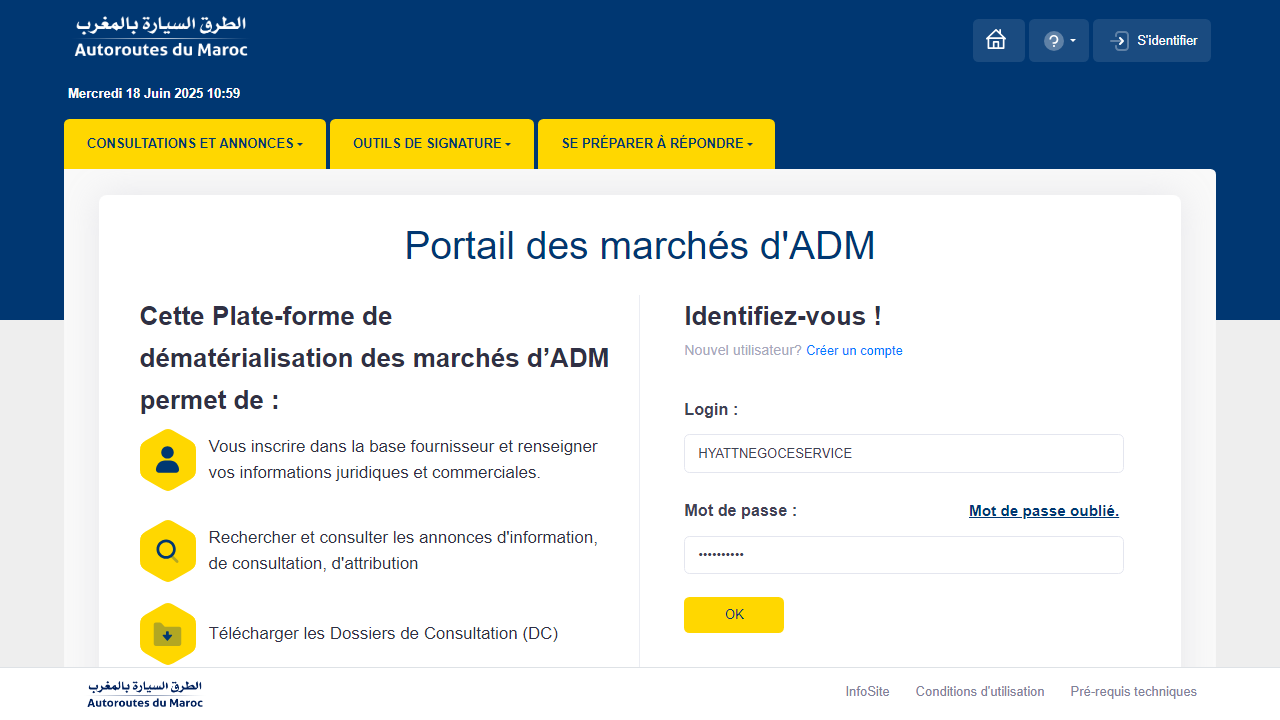 الطرق السيارة بالمغرب
Autoroutes du Maroc
? S'identifier
Mercredi 18 Juin 2025 10:59
CONSULTATIONS ET ANNONCES OUTILS DE SIGNATURE SE PRÉPARER À RÉPONDRE
Portail des marchés d'ADM
Cette Plate-forme de
dématérialisation des marchés d’ADM
permet de :
Vous inscrire dans la base fournisseur et renseigner
vos informations juridiques et commerciales.
Rechercher et consulter les annonces d'information,
de consultation, d'attribution
Télécharger les Dossiers de Consultation (DC)
Identifiez-vous !
Nouvel utilisateur? Créer un compte
Login :
HYATTNEGOCESERVICE
Mot de passe : Mot de passe oublié.
••••••••••
OK
الطرق السيارة بالمغرب
Autoroutes du Maroc
InfoSite Conditions d'utilisation Pré-requis techniques